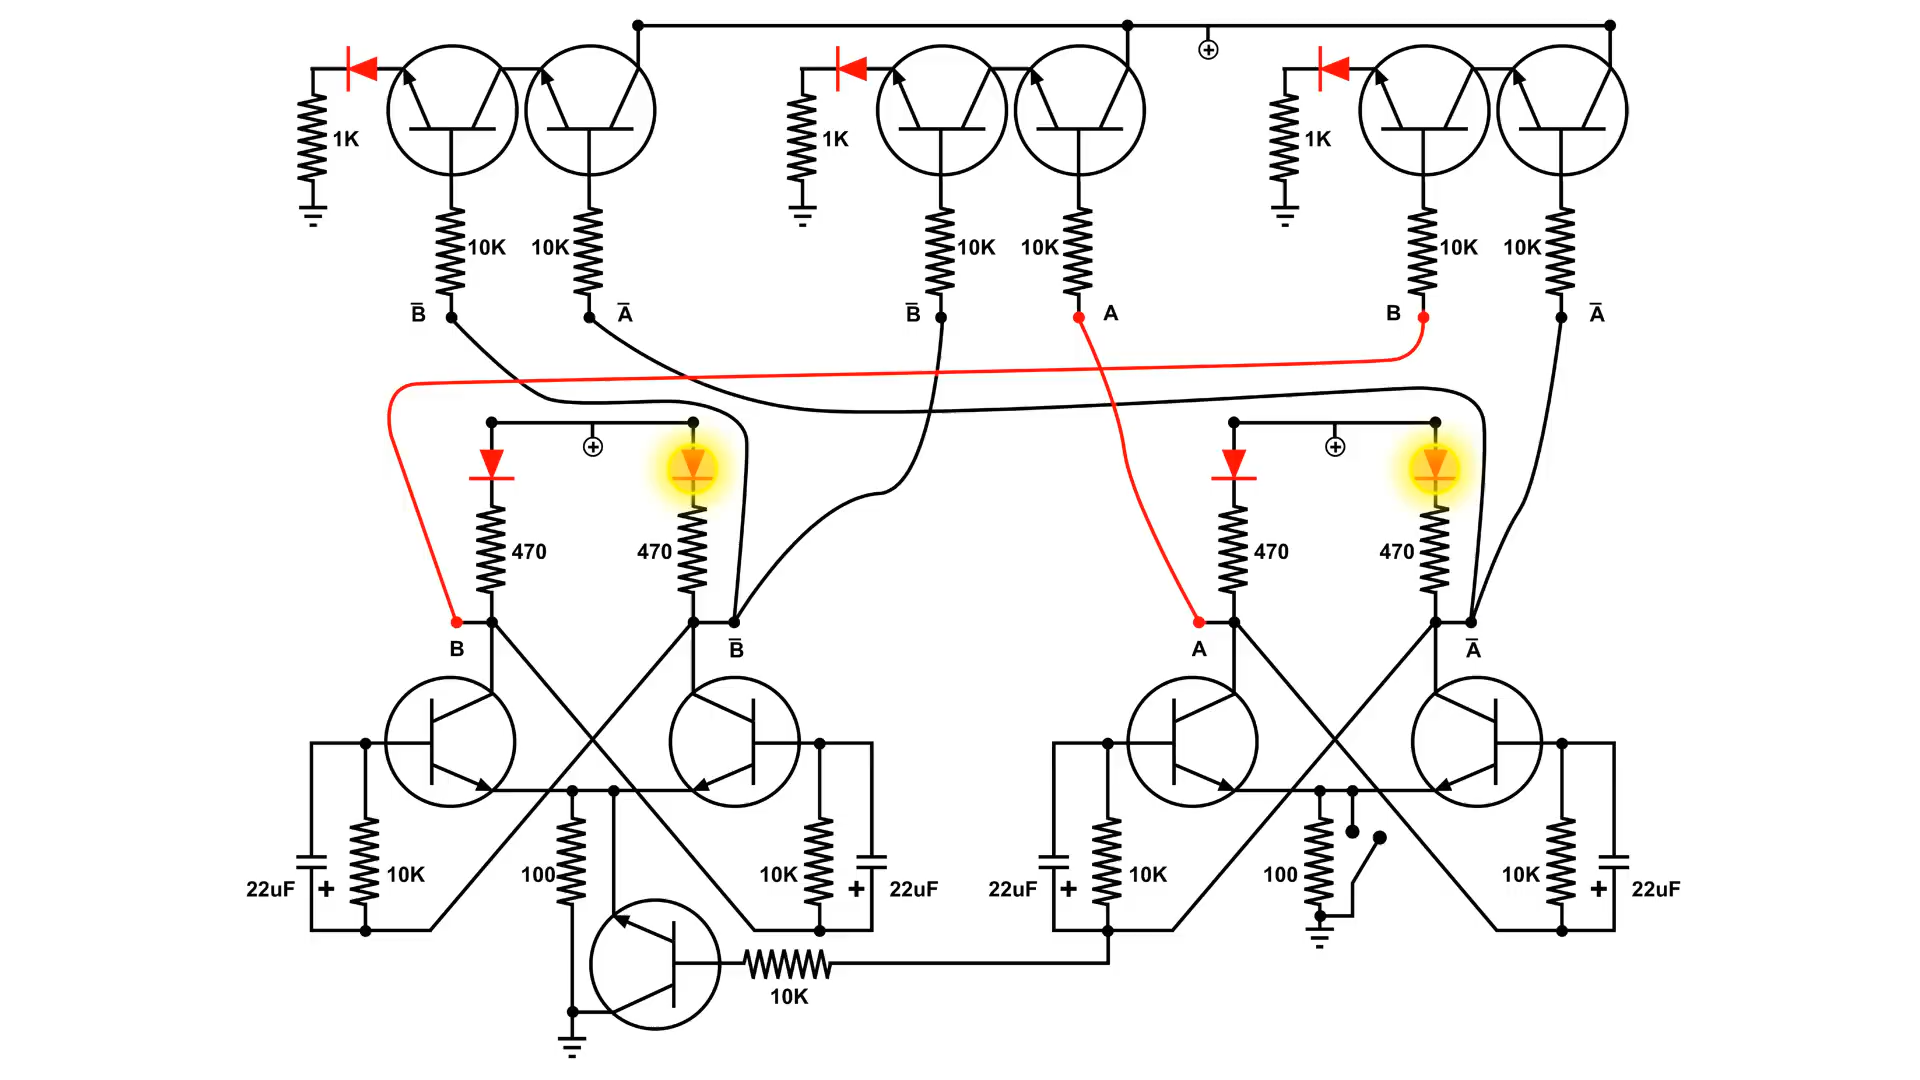 1K 1K 1K
10K 10K 10K 10K 10K 10K
B̅ A̅ B̅ A B A̅
470 470 470 470
B B̅ A A̅
22uF + 10K 100 10K + 22uF 22uF + 10K 100 10K + 22uF
10K